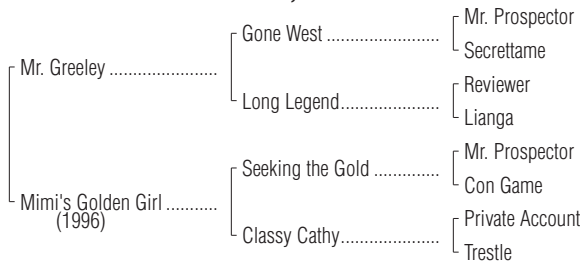 Mr. Prospector
Gone West ......................
Secrettame
Mr. Greeley .....................
Reviewer
Long Legend...................
Lianga
Mr. Prospector
Seeking the Gold .............
Con Game
Mimi's Golden Girl ..........
(1996)
Private Account
Classy Cathy...................
Trestle